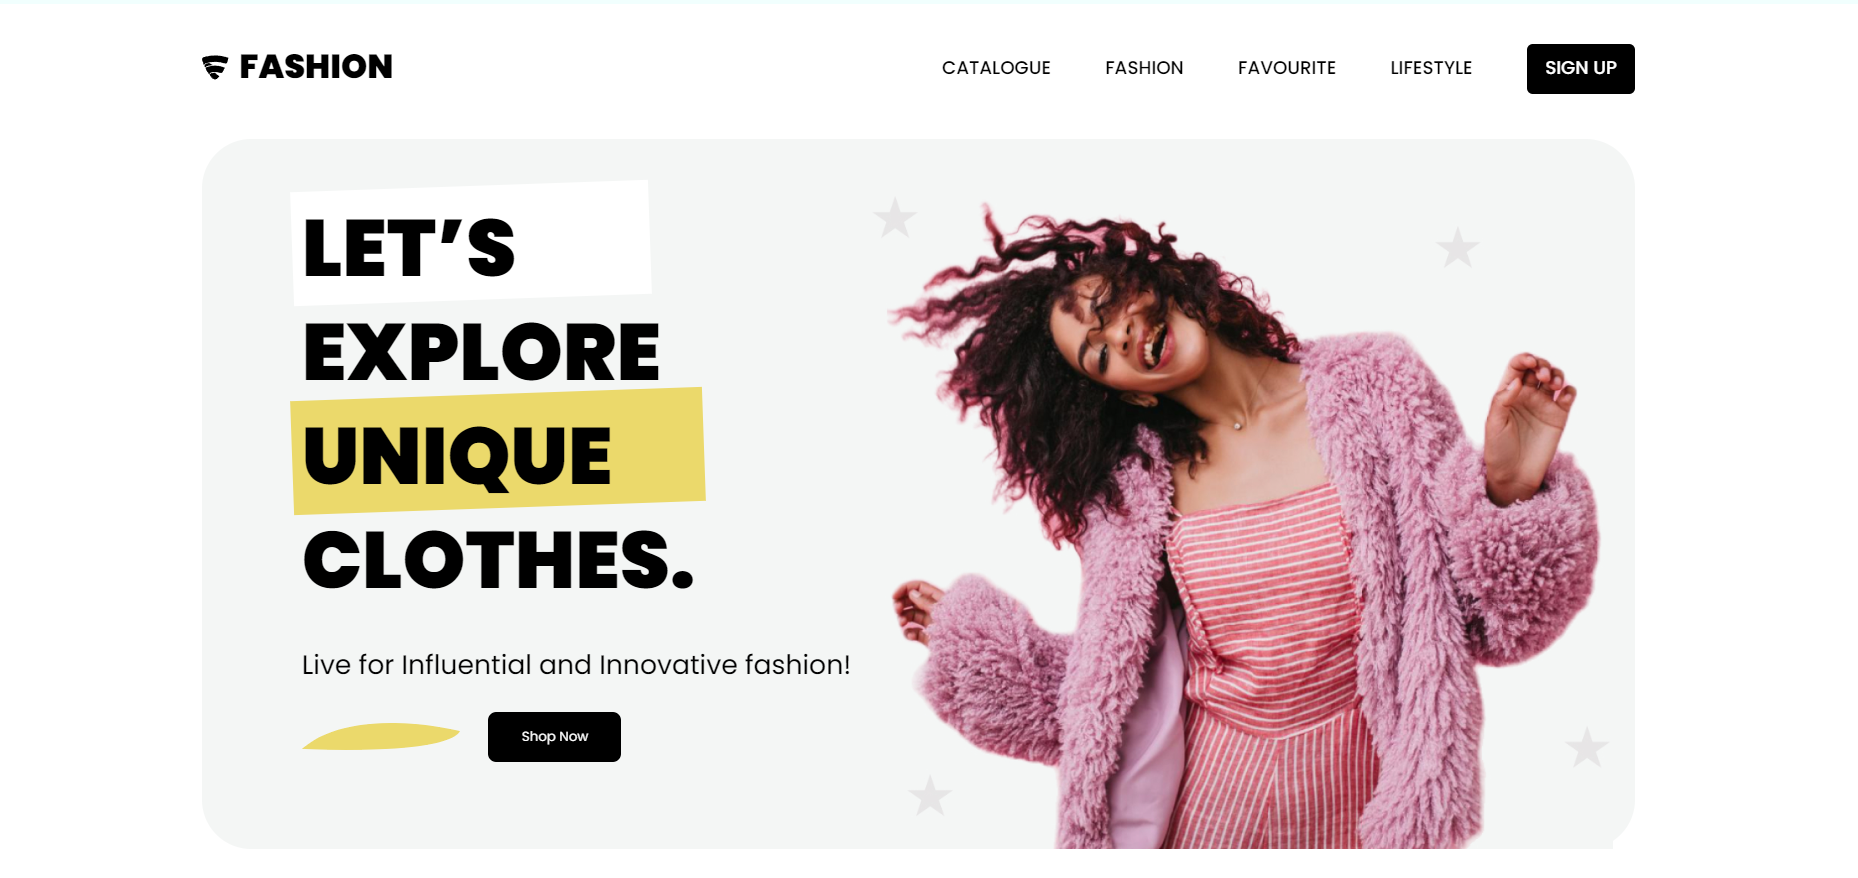 FASHION
CATALOGUE
FASHION
FAVOURITE
LIFESTYLE
SIGN UP
LET’S
EXPLORE
UNIQUE
CLOTHES.
Live for Influential and Innovative fashion!
Shop Now